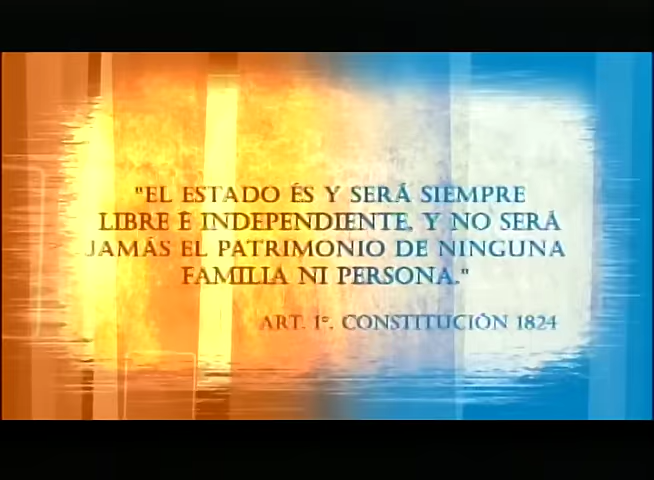 "EL ESTADO ÉS Y SERÁ SIEMPRE
LIBRE É INDEPENDIENTE, Y NO SERÁ
JAMÁS EL PATRIMONIO DE NINGUNA
FAMILIA NI PERSONA."
ART. 1º. CONSTITUCIÓN 1824